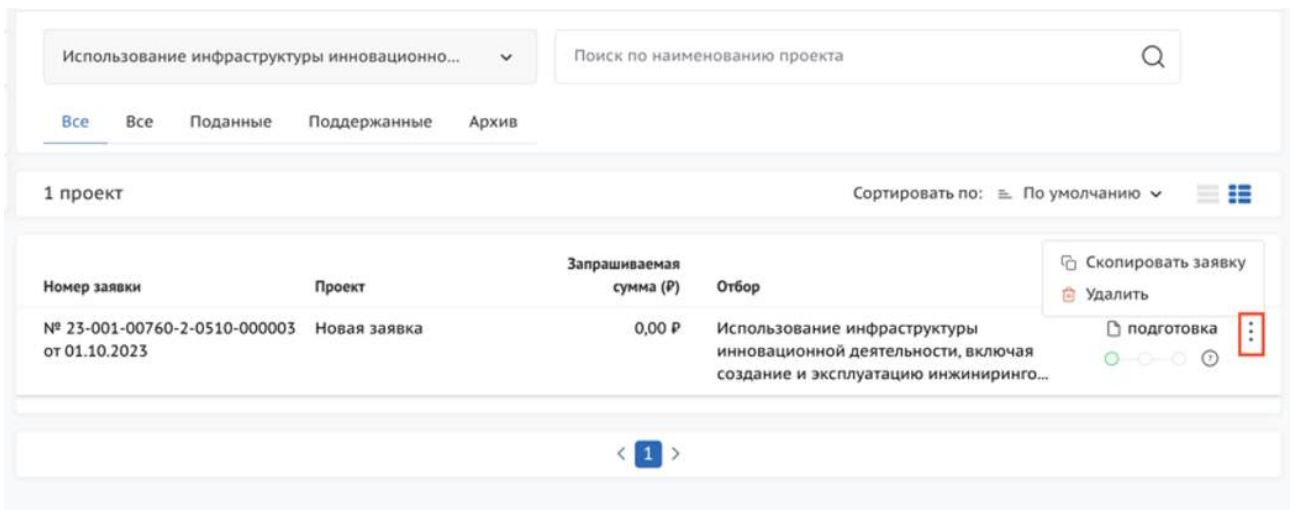 Использование инфраструктуры инновационно...
Поиск по наименованию проекта
Все Все Поданные Поддержанные Архив
1 проект
Сортировать по: По умолчанию
Скопировать заявку
Удалить
Номер заявки Проект Запрашиваемая
сумма (₽) Отбор
№ 23-001-00760-2-0510-000003 Новая заявка 0,00 ₽ Использование инфраструктуры подготовка
от 01.10.2023 инновационной деятельности, включая
создание и эксплуатацию инжиниринго...
1